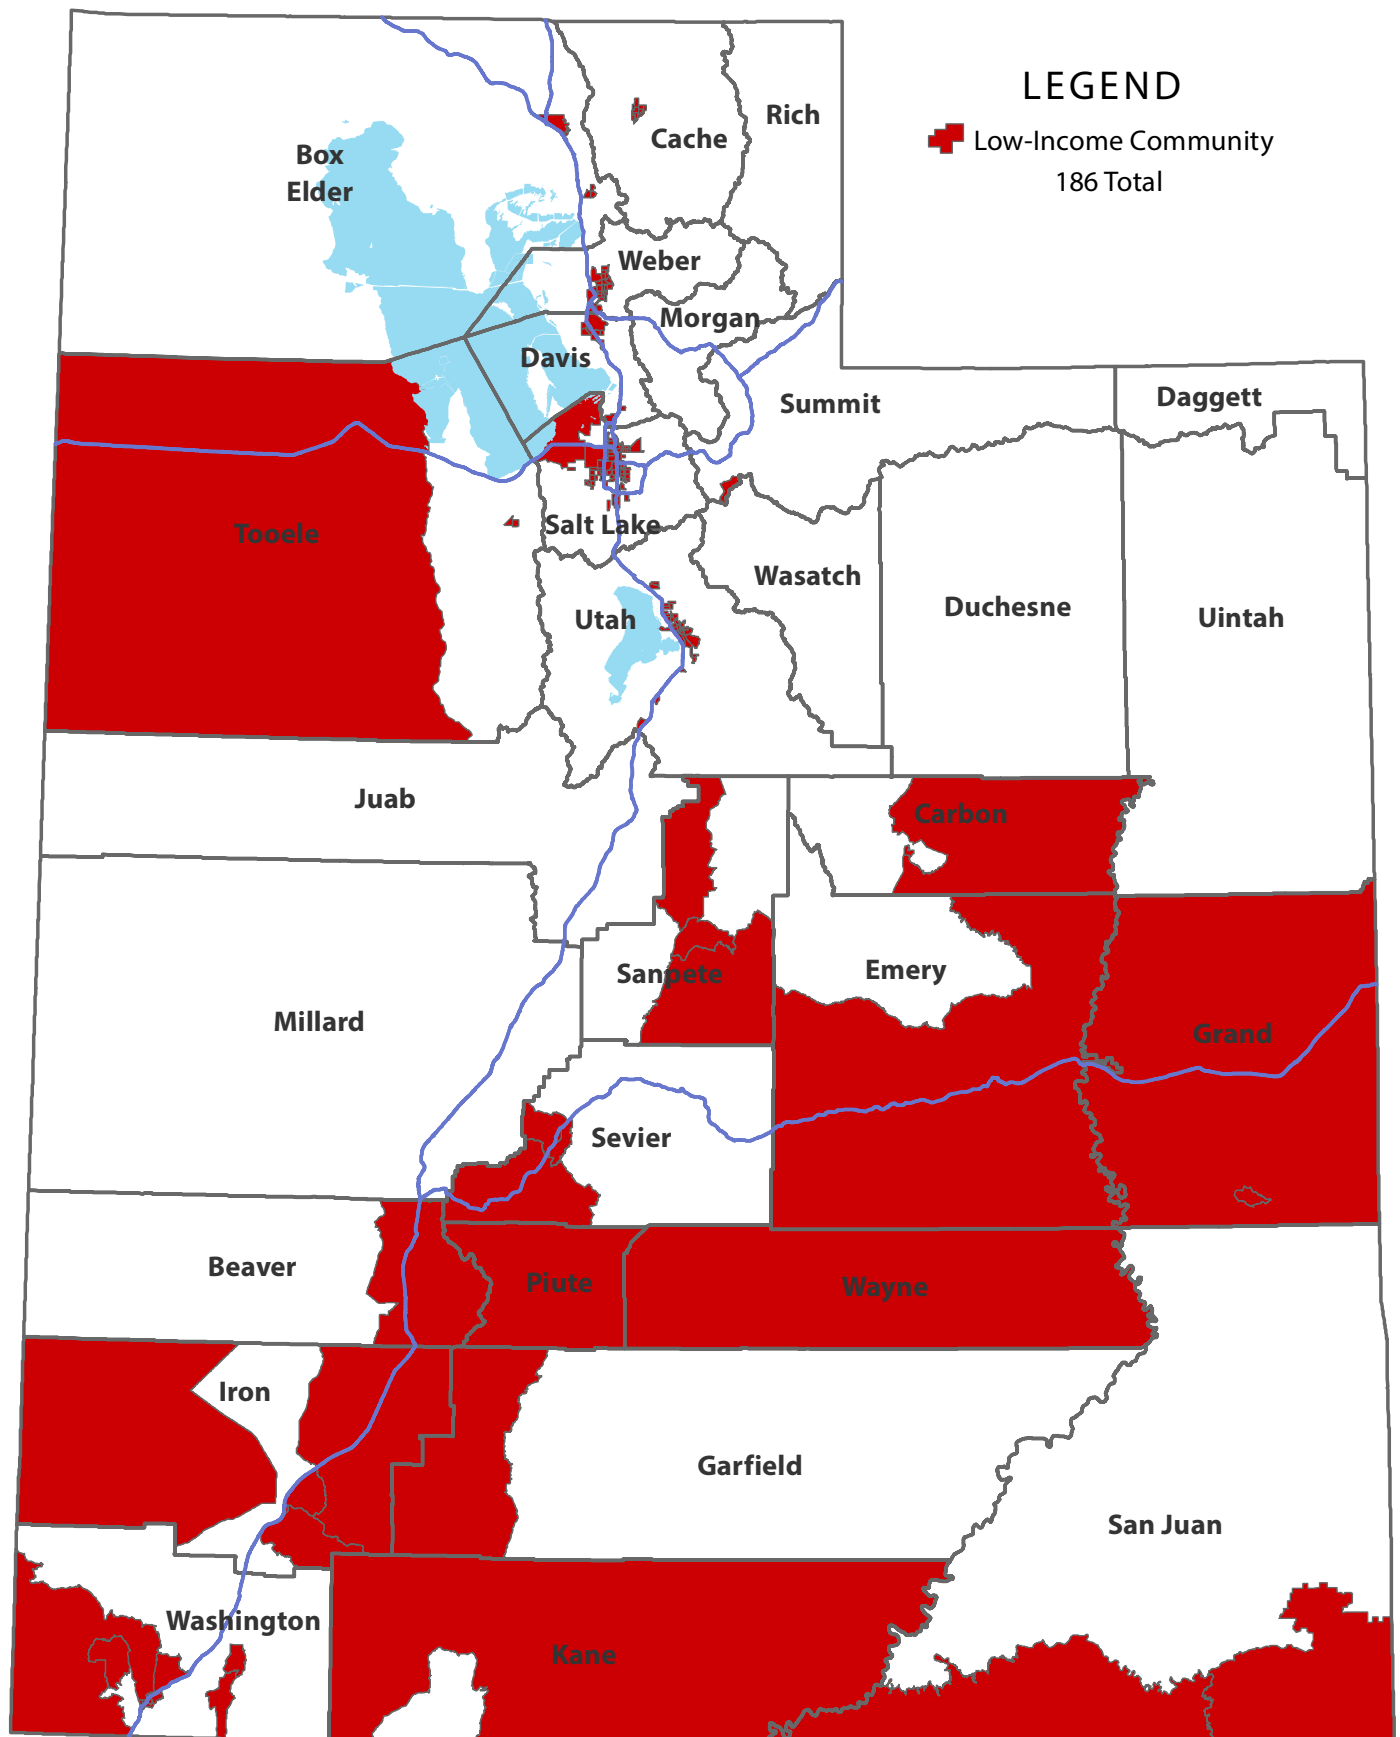 LEGEND
Low-Income Community
186 Total
Rich
Cache
Box
Elder
Weber
Morgan
Davis
Summit
Daggett
Tooele
Salt Lake
Wasatch
Duchesne
Uintah
Utah
Juab
Carbon
Sanpete
Emery
Millard
Grand
Sevier
Beaver
Piute
Wayne
Iron
Garfield
San Juan
Washington
Kane